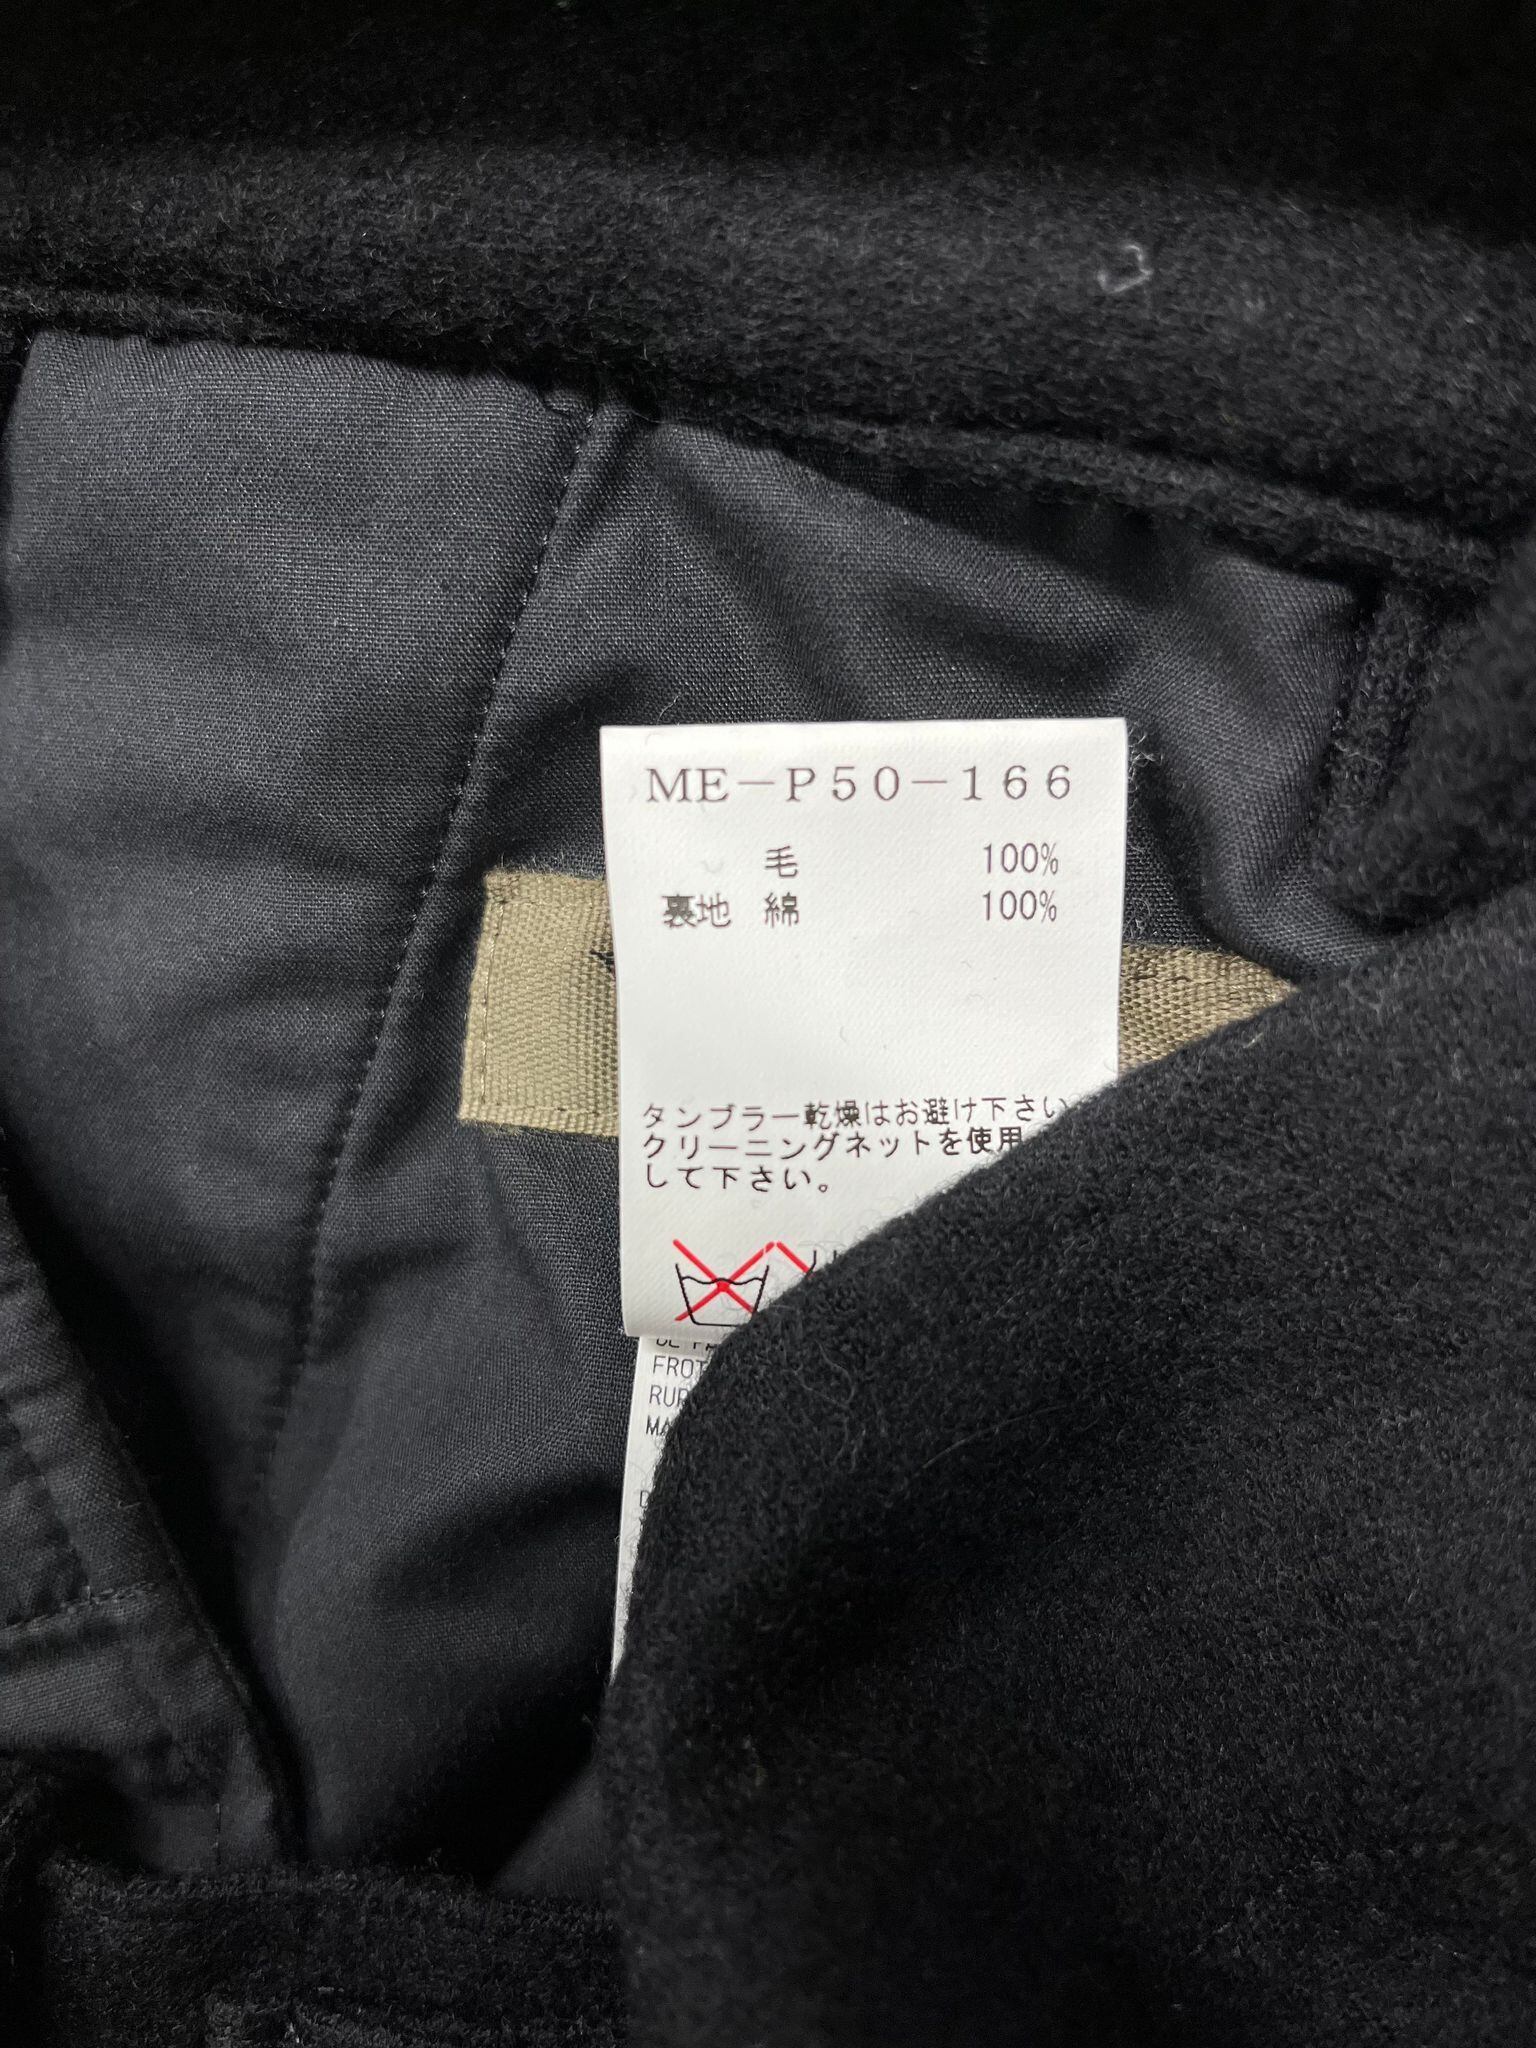 ME－P50－166
毛 100%
裏地 綿 100%
タンブラー乾燥はお避け下さい
クリーニングネットを使用
して下さい。